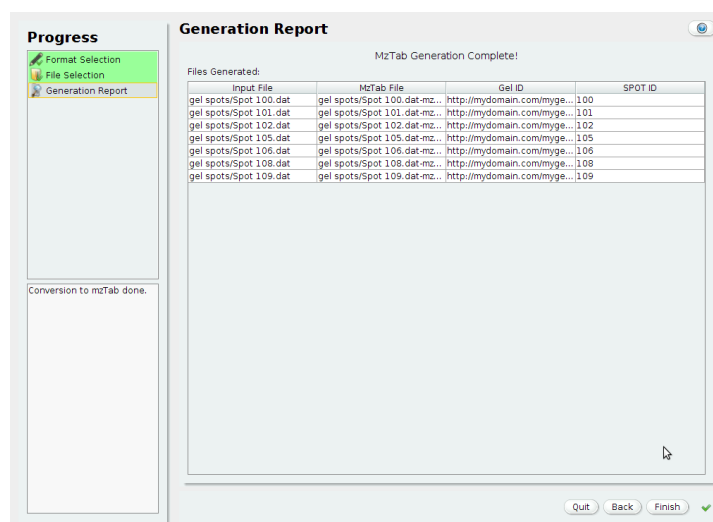 Progress
Format Selection
File Selection
Generation Report
Conversion to mzTab done.
Generation Report
MzTab Generation Complete!
Files Generated:
Input File MzTab File Gel ID SPOT ID
gel spots/Spot 100.dat gel spots/Spot 100.dat-mz... http://mydomain.com/myge... 100
gel spots/Spot 101.dat gel spots/Spot 101.dat-mz... http://mydomain.com/myge... 101
gel spots/Spot 102.dat gel spots/Spot 102.dat-mz... http://mydomain.com/myge... 102
gel spots/Spot 105.dat gel spots/Spot 105.dat-mz... http://mydomain.com/myge... 105
gel spots/Spot 106.dat gel spots/Spot 106.dat-mz... http://mydomain.com/myge... 106
gel spots/Spot 108.dat gel spots/Spot 108.dat-mz... http://mydomain.com/myge... 108
gel spots/Spot 109.dat gel spots/Spot 109.dat-mz... http://mydomain.com/myge... 109
Quit Back Finish